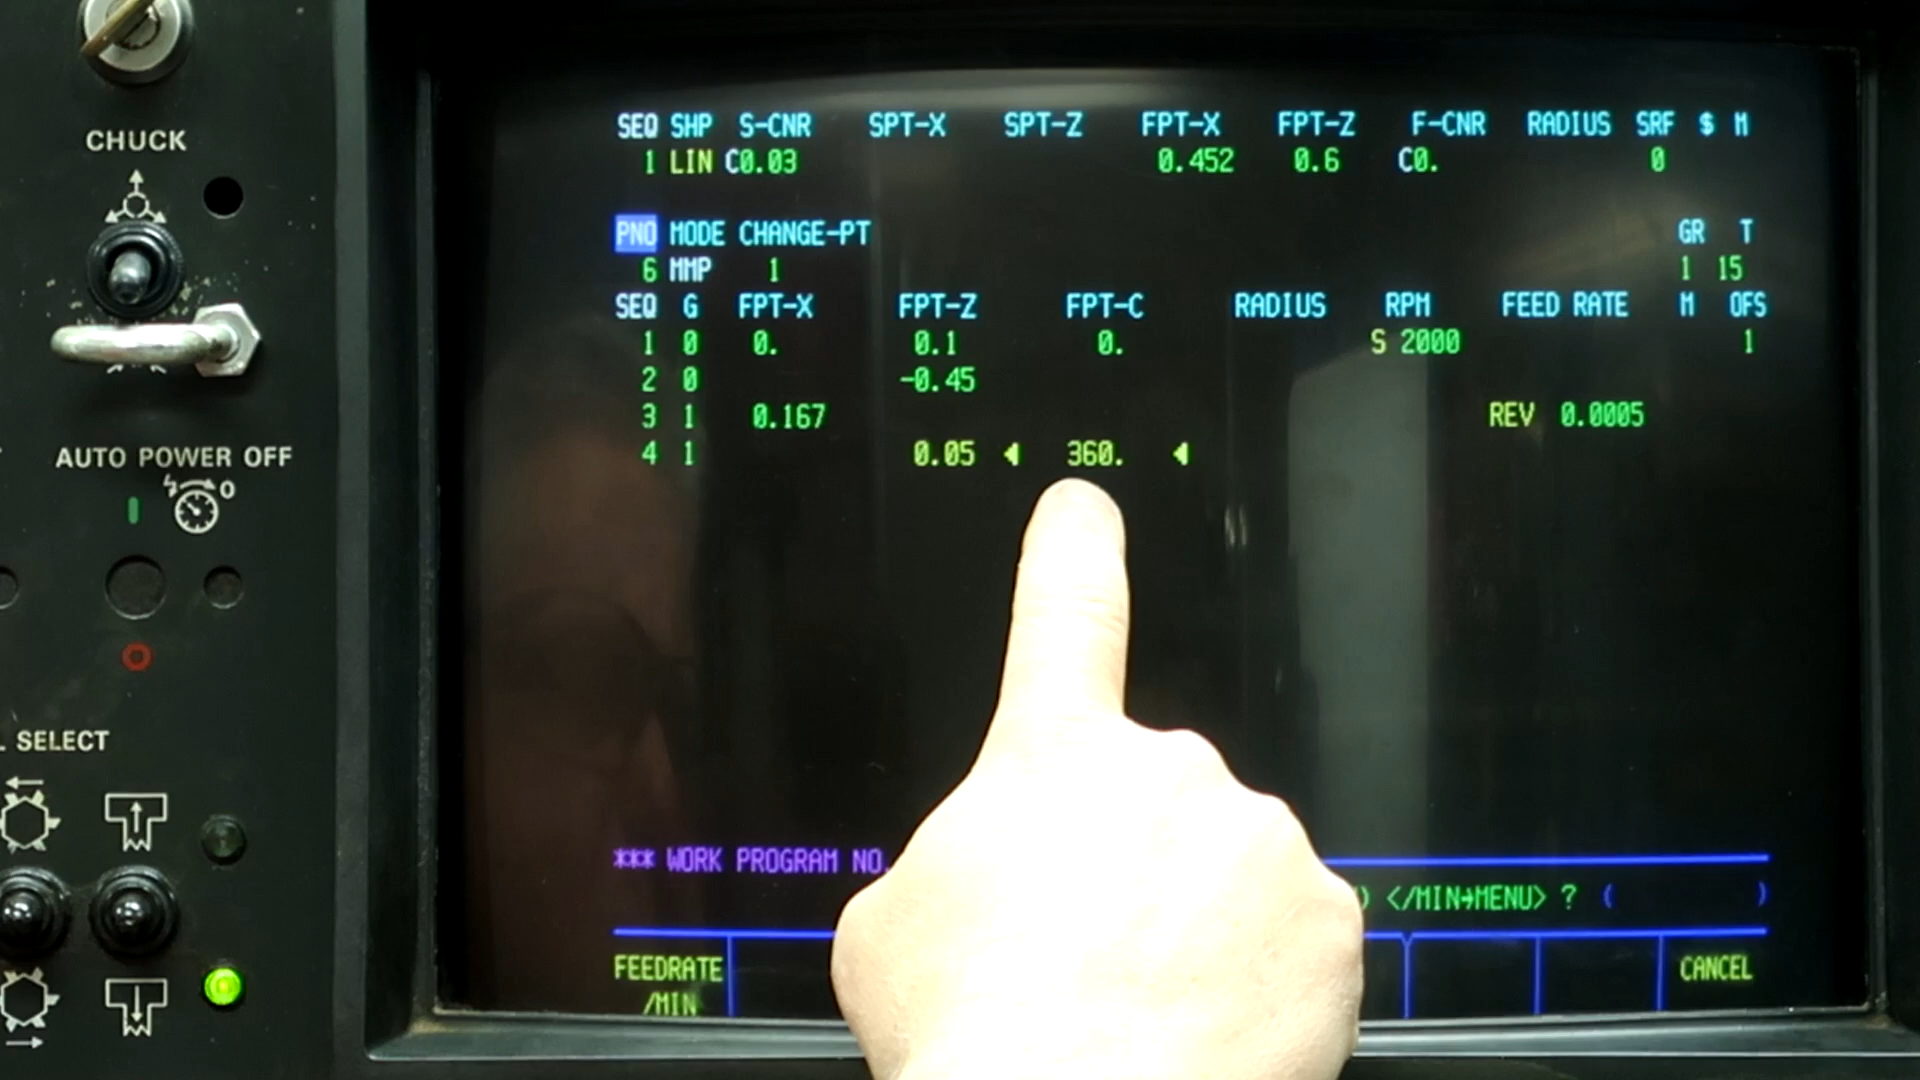 CHUCK
AUTO POWER OFF
O
SELECT
SEQ SHP S-CNR SPT-X SPT-Z FPT-X FPT-Z F-CNR RADIUS SRF $ M
1 LIN C0.03 0.452 0.6 C0. 0
PNO MODE CHANGE-PT GR T
6 MMP 1 1 15
SEQ G FPT-X FPT-Z FPT-C RADIUS RPM FEED RATE M OFS
1 0 0. 0.1 0. S 2000 1
2 0 -0.45
3 1 0.167 REV 0.0005
4 1 0.05 ◀ 360. ◀
*** WORK PROGRAM NO.
) </MIN→MENU> ? ( )
FEEDRATE
/MIN
CANCEL